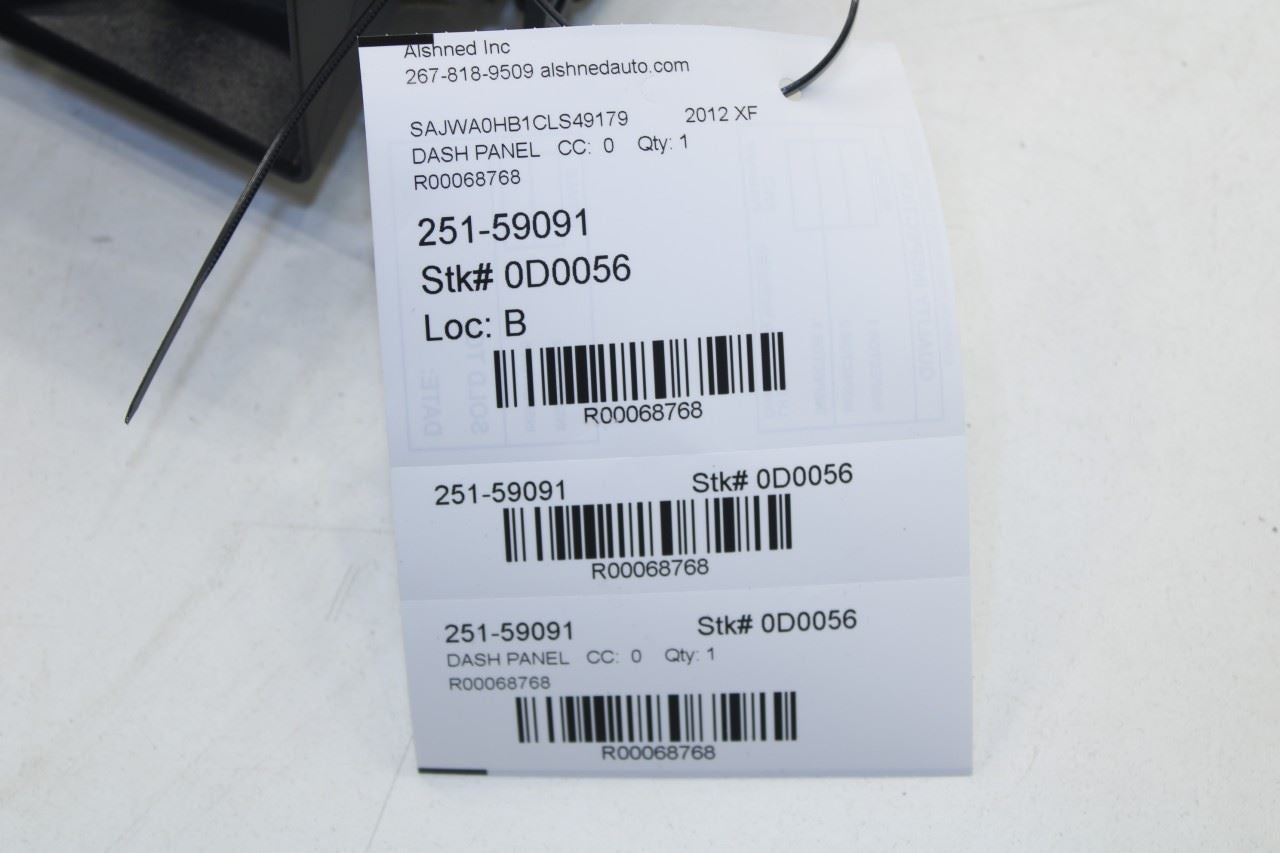 Alshned Inc
267-818-9509 alshnedauto.com
SAJWA0HB1CLS49179 2012 XF
DASH PANEL CC: 0 Qty: 1
R00068768
251-59091
Stk# 0D0056
Loc: B
R00068768
251-59091 Stk# 0D0056
R00068768
251-59091 Stk# 0D0056
DASH PANEL CC: 0 Qty: 1
R00068768
R00068768